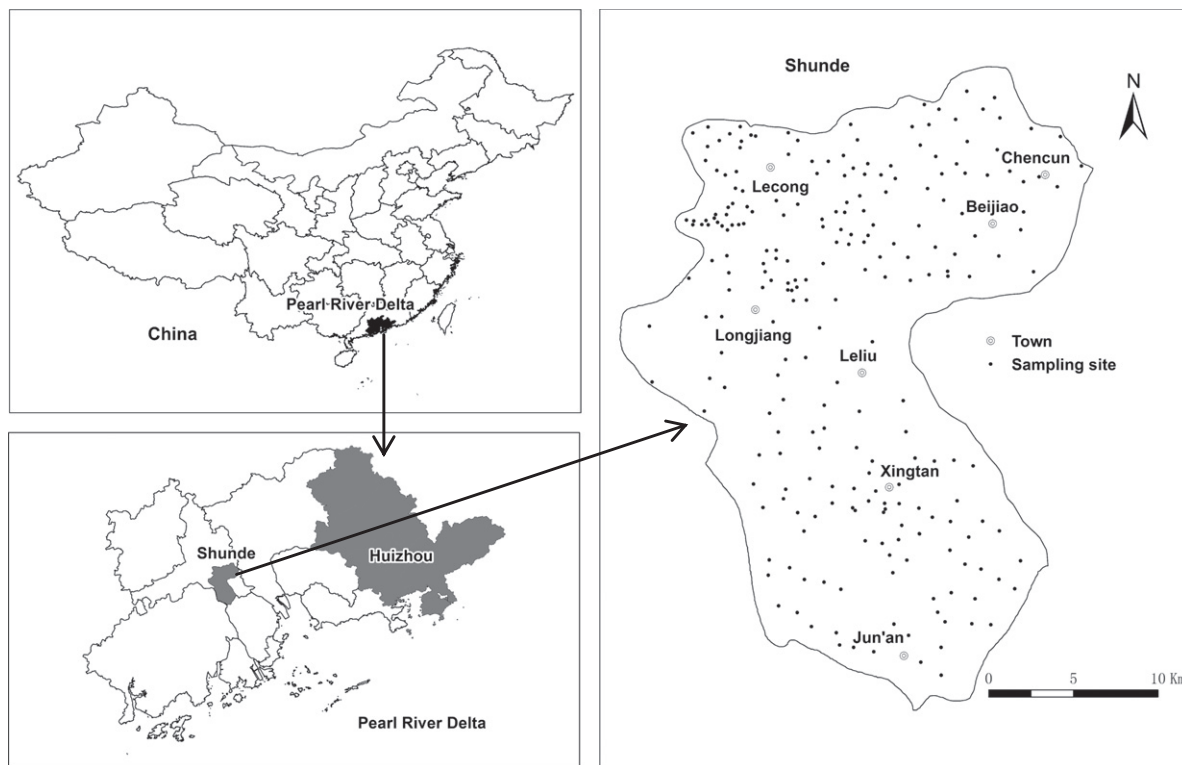 Pearl River Delta
China
Shunde
Huizhou
Pearl River Delta
Shunde
N
Chencun
Lecong
Beijiao
Longjiang
Leliu
Town
Sampling site
Xingtan
Jun'an
0 5 10 Km